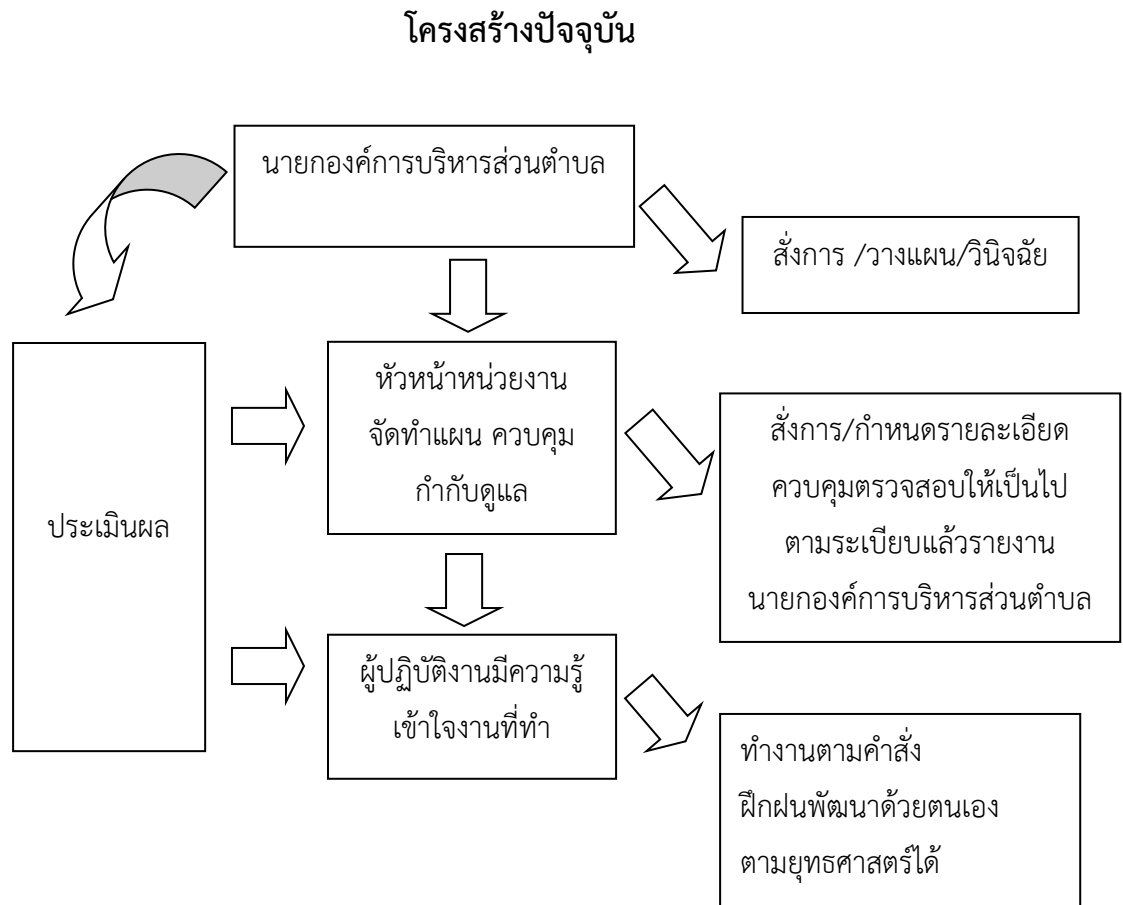 โครงสร้างปัจจุบัน
นายกองค์การบริหารส่วนตำบล
สั่งการ /วางแผน/วินิจฉัย
หัวหน้าหน่วยงาน
จัดทำแผน ควบคุม
กำกับดูแล
สั่งการ/กำหนดรายละเอียด
ควบคุมตรวจสอบให้เป็นไป
ตามระเบียบแล้วรายงาน
นายกองค์การบริหารส่วนตำบล
ประเมินผล
ผู้ปฏิบัติงานมีความรู้
เข้าใจงานที่ทำ
ทำงานตามคำสั่ง
ฝึกฝนพัฒนาด้วยตนเอง
ตามยุทธศาสตร์ได้